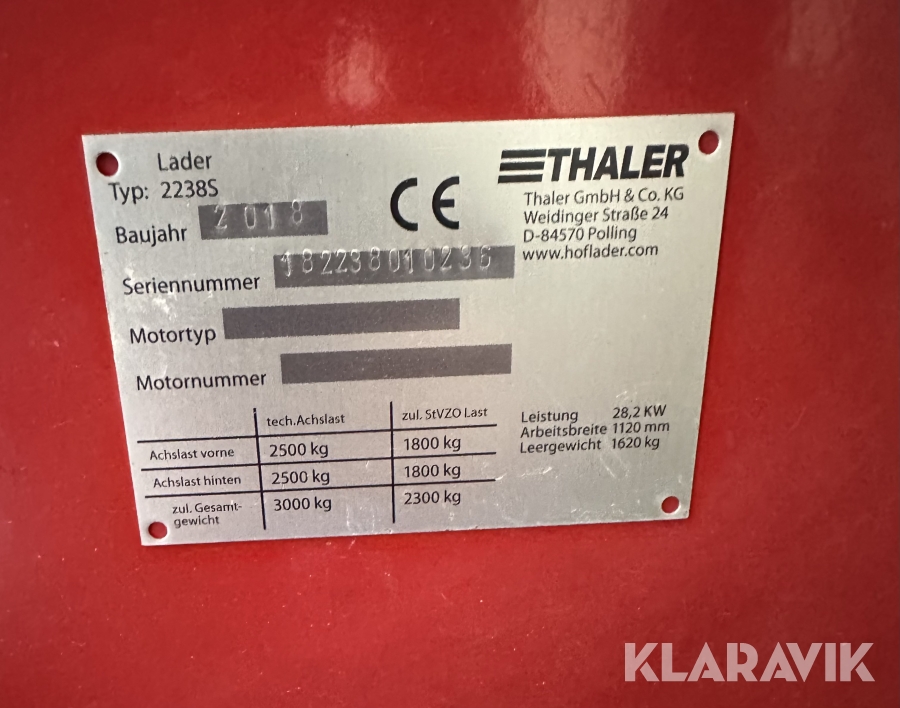 Lader
Typ: 2238S
Baujahr 2018
Seriennummer 182238010236
Motortyp
Motornummer
CE
THALER
Thaler GmbH & Co. KG
Weidinger Straße 24
D-84570 Polling
www.hoflader.com
tech.Achslast zul. StVZO Last
Achslast vorne 2500 kg 1800 kg
Achslast hinten 2500 kg 1800 kg
zul. Gesamt-
gewicht 3000 kg 2300 kg
Leistung 28,2 KW
Arbeitsbreite 1120 mm
Leergewicht 1620 kg
KLARAVIK